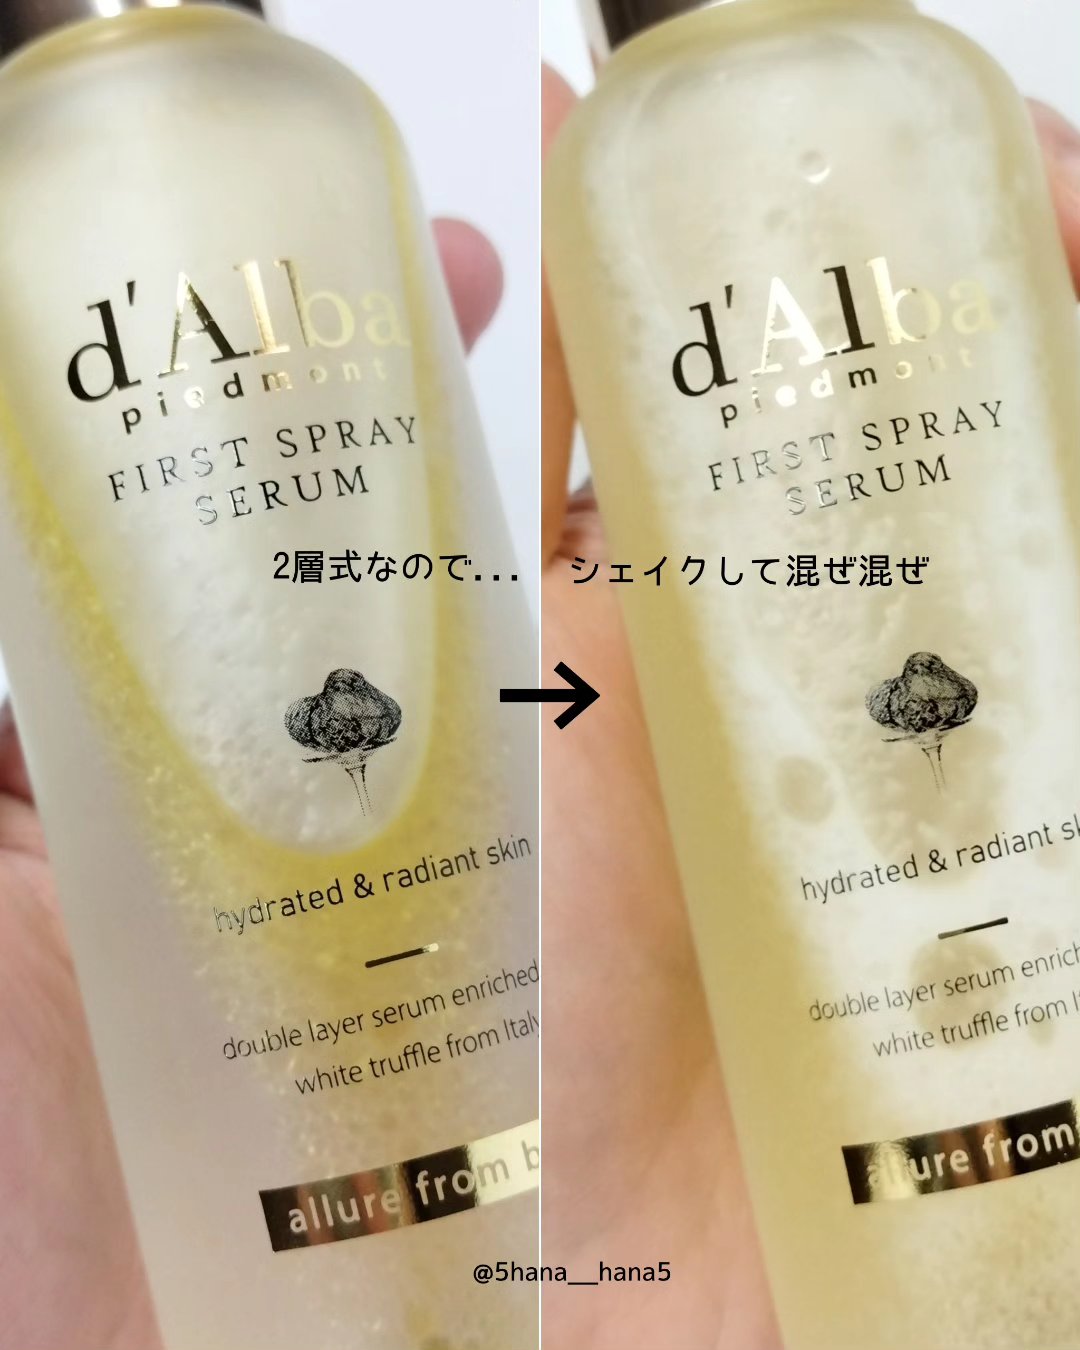 d'Alba
piedmont
FIRST SPRAY
SERUM
2層式なので...
hydrated & radiant skin
double layer serum enriched
white truffle from Italy
allure from
d'Alba
piedmont
FIRST SPRAY
SERUM
シェイクして混ぜ混ぜ
hydrated & radiant
double layer serum
white truffle from
allure from
@5hana__hana5